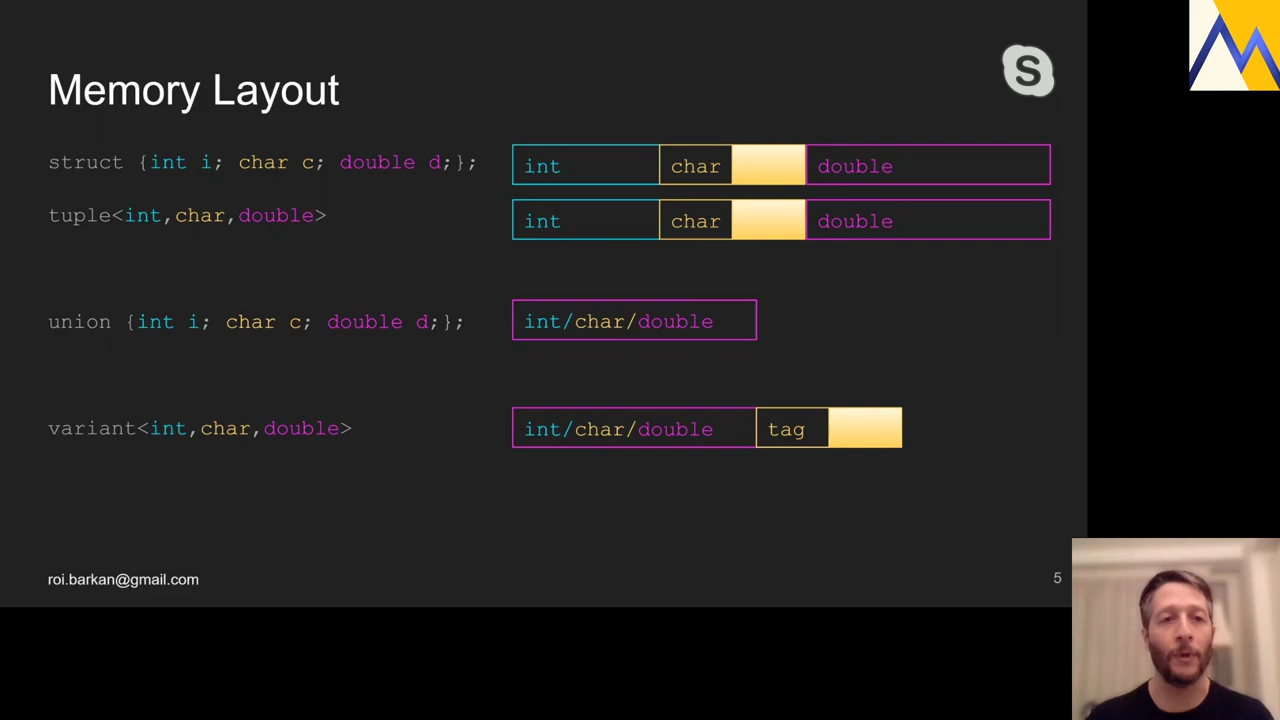 Memory Layout
S
struct {int i; char c; double d;};
int char double
tuple<int,char,double>
int char double
union {int i; char c; double d;};
int/char/double
variant<int,char,double>
int/char/double tag
roi.barkan@gmail.com
5